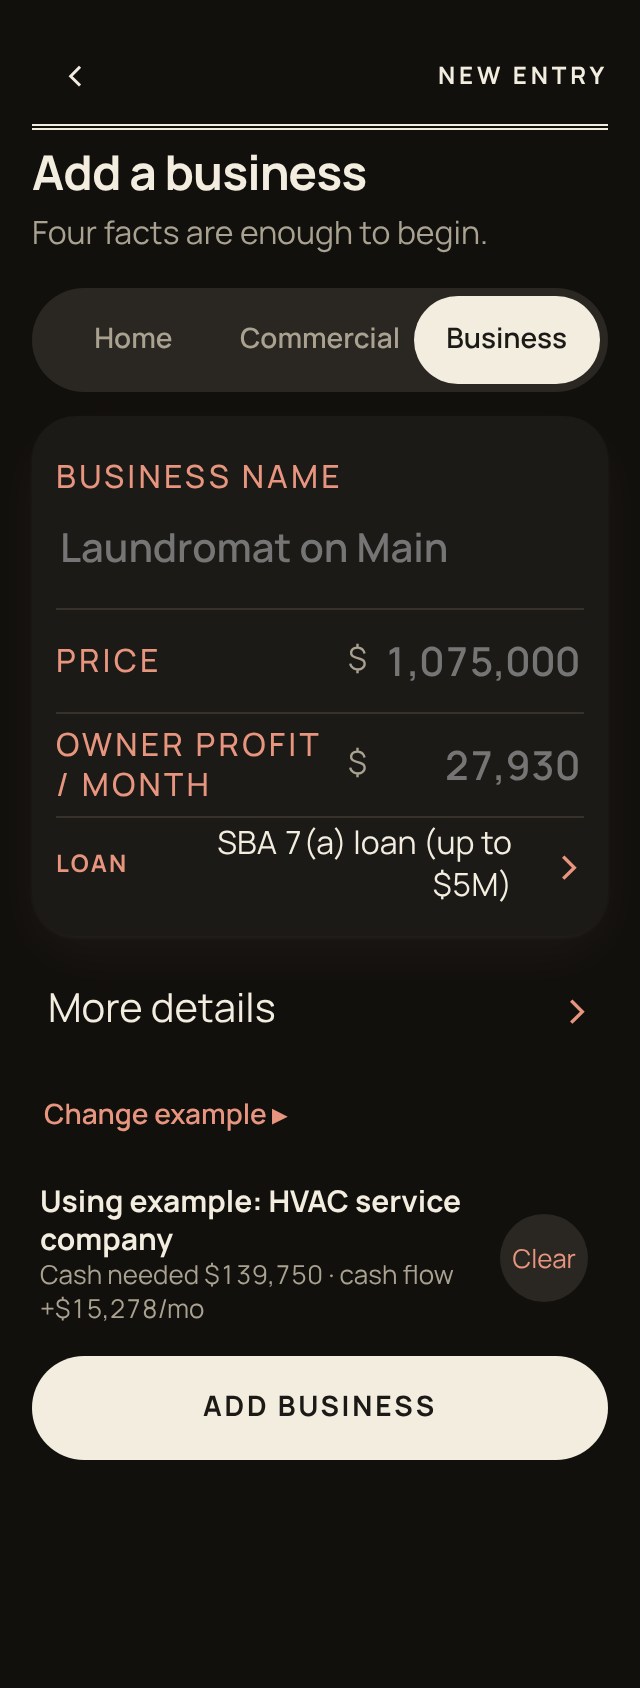 NEW ENTRY
Add a business
Four facts are enough to begin.
Home Commercial Business
BUSINESS NAME
Laundromat on Main
PRICE $ 1,075,000
OWNER PROFIT
/ MONTH $ 27,930
LOAN SBA 7(a) loan (up to
$5M)
More details
Change example ▸
Using example: HVAC service
company
Cash needed $139,750 · cash flow
+$15,278/mo
Clear
ADD BUSINESS